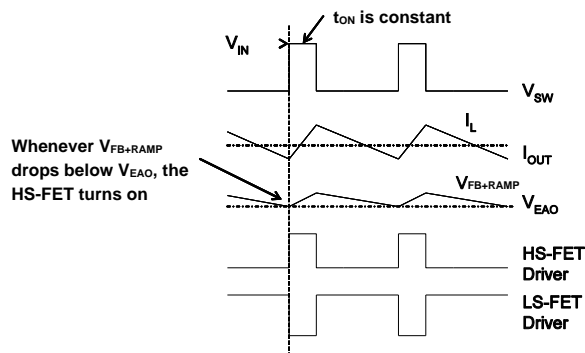 tON is constant
VIN
VSW
IL
IOUT
Whenever VFB+RAMP
drops below VEAO, the
HS-FET turns on
VFB+RAMP
VEAO
HS-FET
Driver
LS-FET
Driver